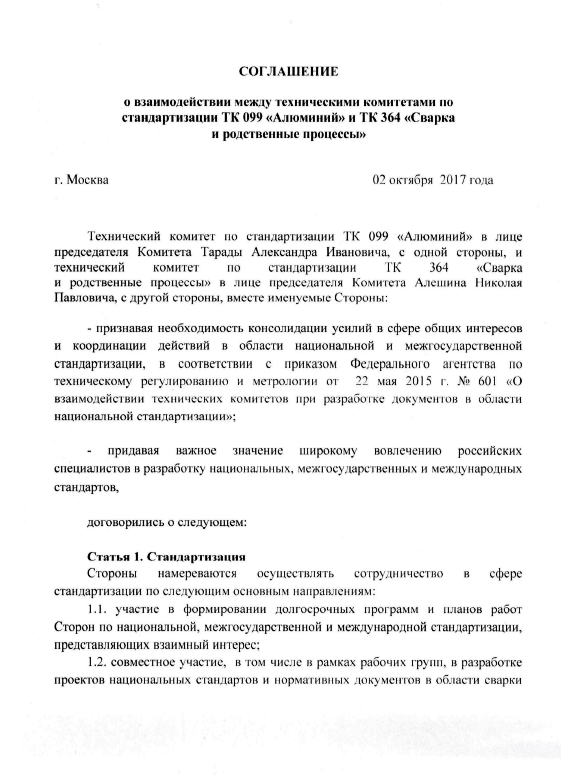 СОГЛАШЕНИЕ
о взаимодействии между техническими комитетами по
стандартизации ТК 099 «Алюминий» и ТК 364 «Сварка
и родственные процессы»
г. Москва 02 октября 2017 года
Технический комитет по стандартизации ТК 099 «Алюминий» в лице
председателя Комитета Тарады Александра Ивановича, с одной стороны, и
технический комитет по стандартизации ТК 364 «Сварка
и родственные процессы» в лице председателя Комитета Алешина Николая
Павловича, с другой стороны, вместе именуемые Стороны:
- признавая необходимость консолидации усилий в сфере общих интересов
и координации действий в области национальной и межгосударственной
стандартизации, в соответствии с приказом Федерального агентства по
техническому регулированию и метрологии от 22 мая 2015 г. № 601 «О
взаимодействии технических комитетов при разработке документов в области
национальной стандартизации»;
- придавая важное значение широкому вовлечению российских
специалистов в разработку национальных, межгосударственных и международных
стандартов,
договорились о следующем:
Статья 1. Стандартизация
Стороны намереваются осуществлять сотрудничество в сфере
стандартизации по следующим основным направлениям:
1.1. участие в формировании долгосрочных программ и планов работ
Сторон по национальной, межгосударственной и международной стандартизации,
представляющих взаимный интерес;
1.2. совместное участие, в том числе в рамках рабочих групп, в разработке
проектов национальных стандартов и нормативных документов в области сварки